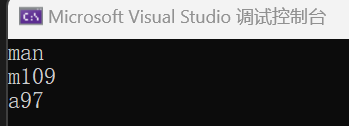 C:\ Microsoft Visual Studio 调试控制台
man
m109
a97